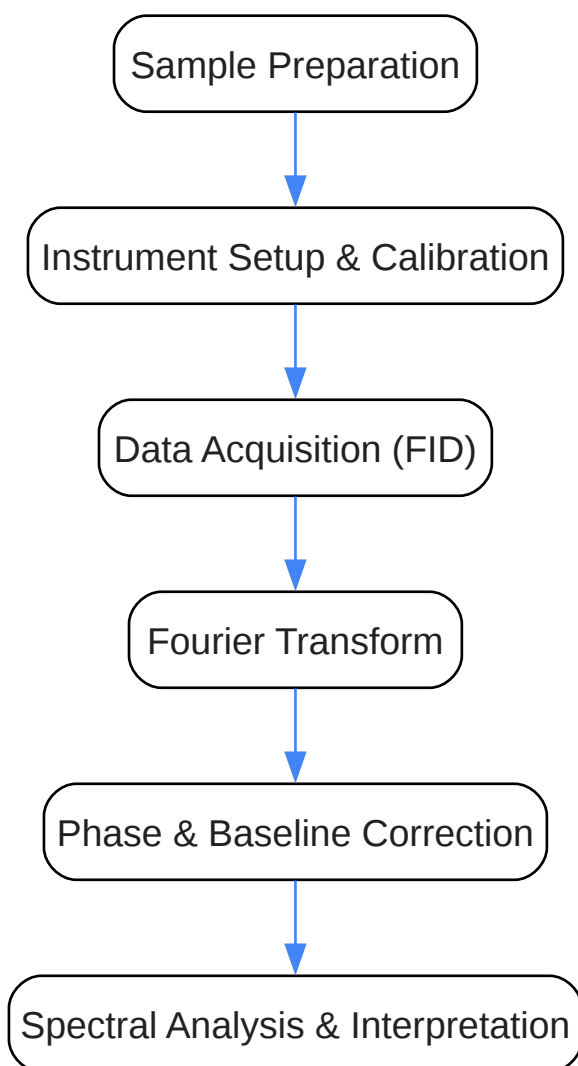 Sample Preparation
Instrument Setup & Calibration
Data Acquisition (FID)
Fourier Transform
Phase & Baseline Correction
Spectral Analysis & Interpretation